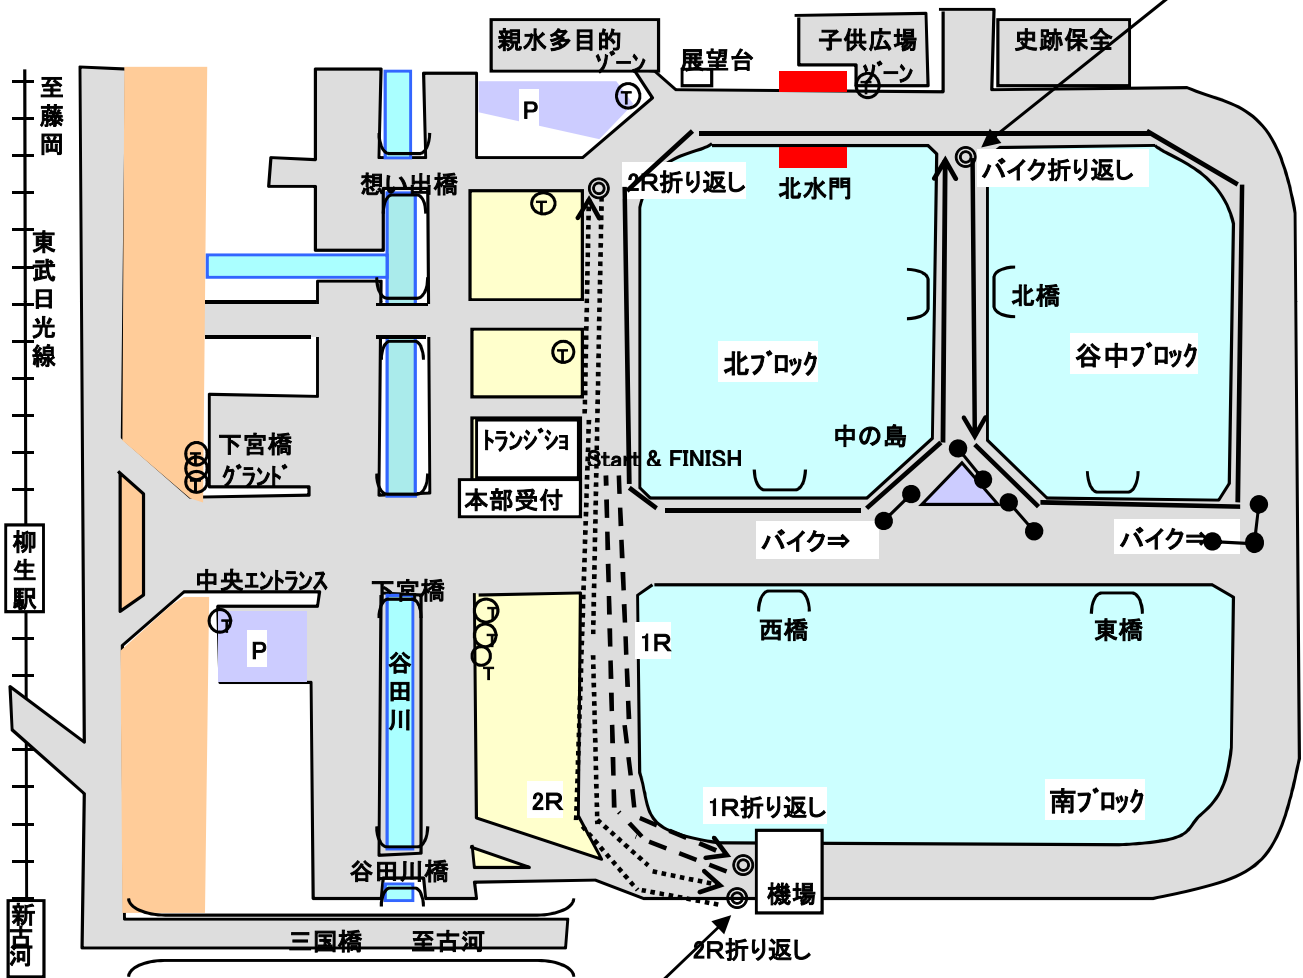 親水多目的
ゾーン
展望台
子供広場
ゾーン
史跡保全
至藤岡
P
T
T
2R折り返し
北水門
バイク折り返し
想い出橋
T
東武日光線
北橋
北ブロック
谷中ブロック
T
トランジショ
Start & FINISH
中の島
下宮橋
グランド
T
T
T
本部受付
バイク⇒
バイク⇒
柳生駅
中央エントランス
下宮橋
T
P
T
T
T
1R
西橋
東橋
谷田川
2R
1R折り返し
南ブロック
谷田川橋
機場
新古河
三国橋
至古河
2R折り返し